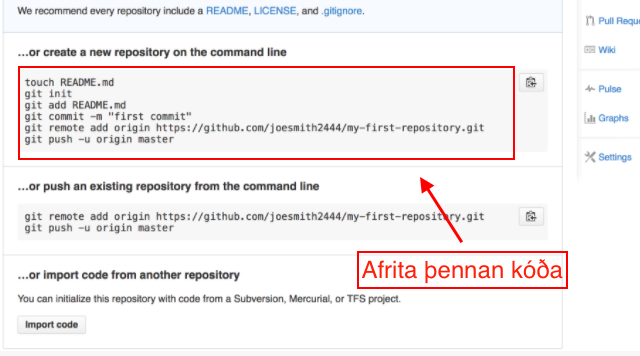 We recommend every repository include a README, LICENSE, and .gitignore.
...or create a new repository on the command line
touch README.md
git init
git add README.md
git commit -m "first commit"
git remote add origin https://github.com/joesmith2444/my-first-repository.git
git push -u origin master
...or push an existing repository from the command line
git remote add origin https://github.com/joesmith2444/my-first-repository.git
git push -u origin master
Afrita þennan kóða
...or import code from another repository
You can initialize this repository with code from a Subversion, Mercurial, or TFS project.
Import code
Pull Reque
Wiki
Pulse
Graphs
Settings